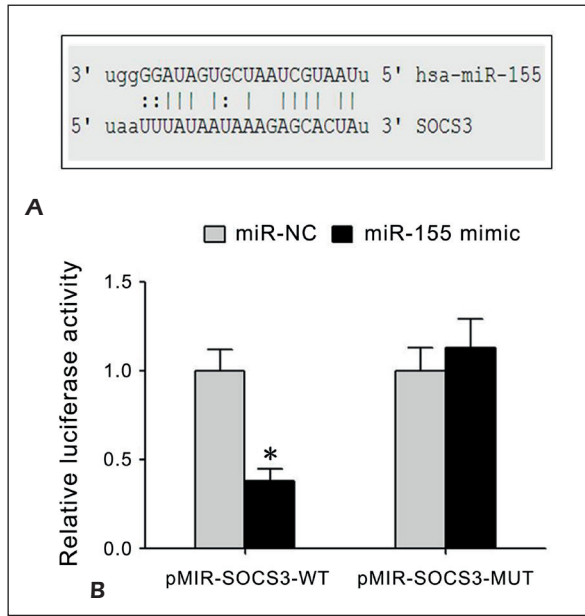 3' uggGGAUAGUGCUAAUCGUAAUu 5' hsa-miR-155
::||| |: | |||| ||
5' uaaUUUAUAAUAAAGAGCACUAu 3' SOCS3
A
miR-NC miR-155 mimic
Relative luciferase activity
1.5
1.0
*
0.5
0.0
pMIR-SOCS3-WT pMIR-SOCS3-MUT
B